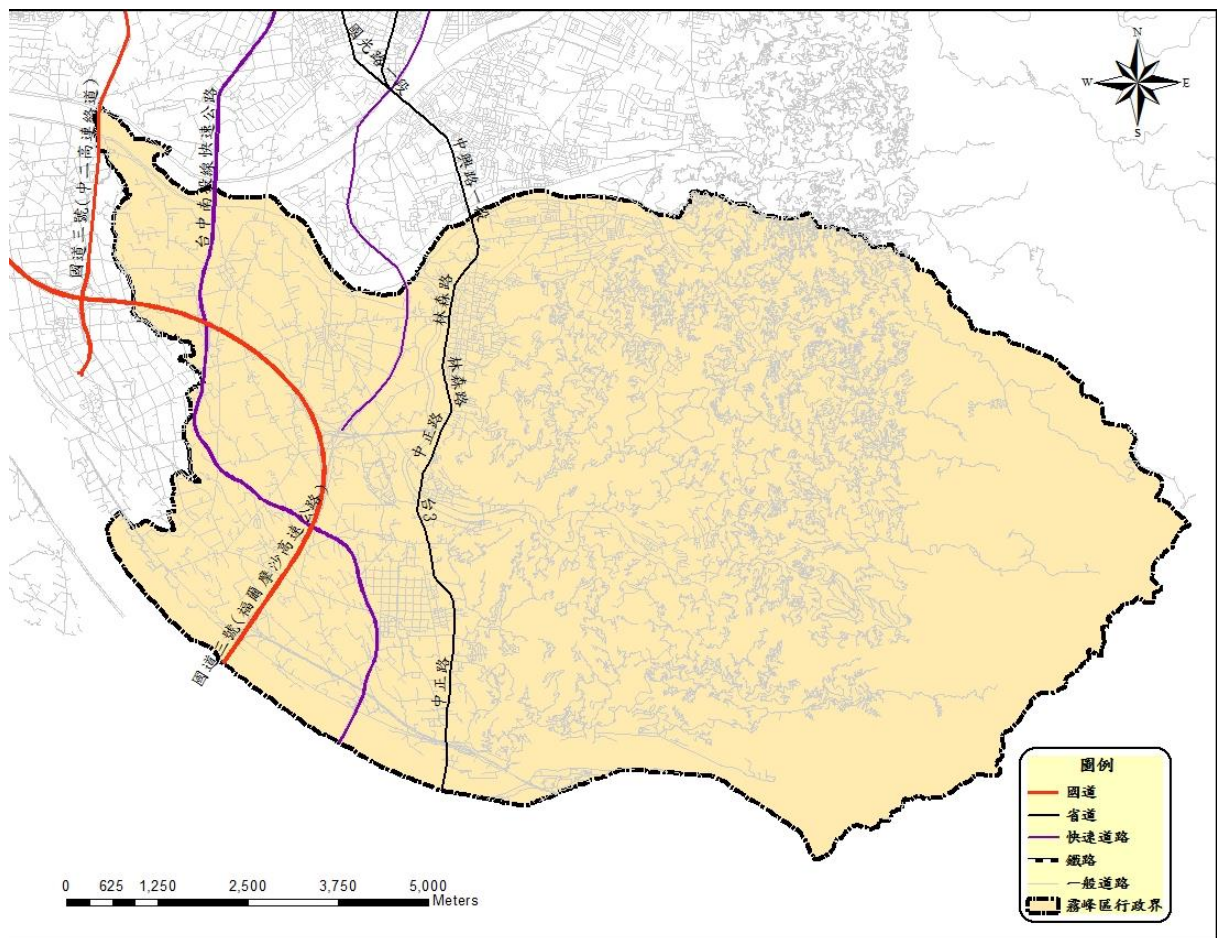 N
W
E
S
國光路二段
中興路一段
國道三號(中二高速絡道)
台中南線快速公路
林森路
林森路
中正路
台3
國道三號(福爾摩沙高速公路)
中正路
圖例
國道
省道
快速道路
鐵路
一般道路
霧峰區行政界
0 625 1,250 2,500 3,750 5,000
Meters